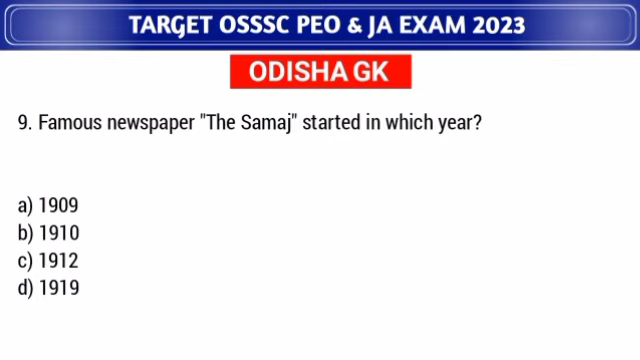 TARGET OSSSC PEO & JA EXAM 2023
ODISHA GK
9. Famous newspaper "The Samaj" started in which year?
a) 1909
b) 1910
c) 1912
d) 1919